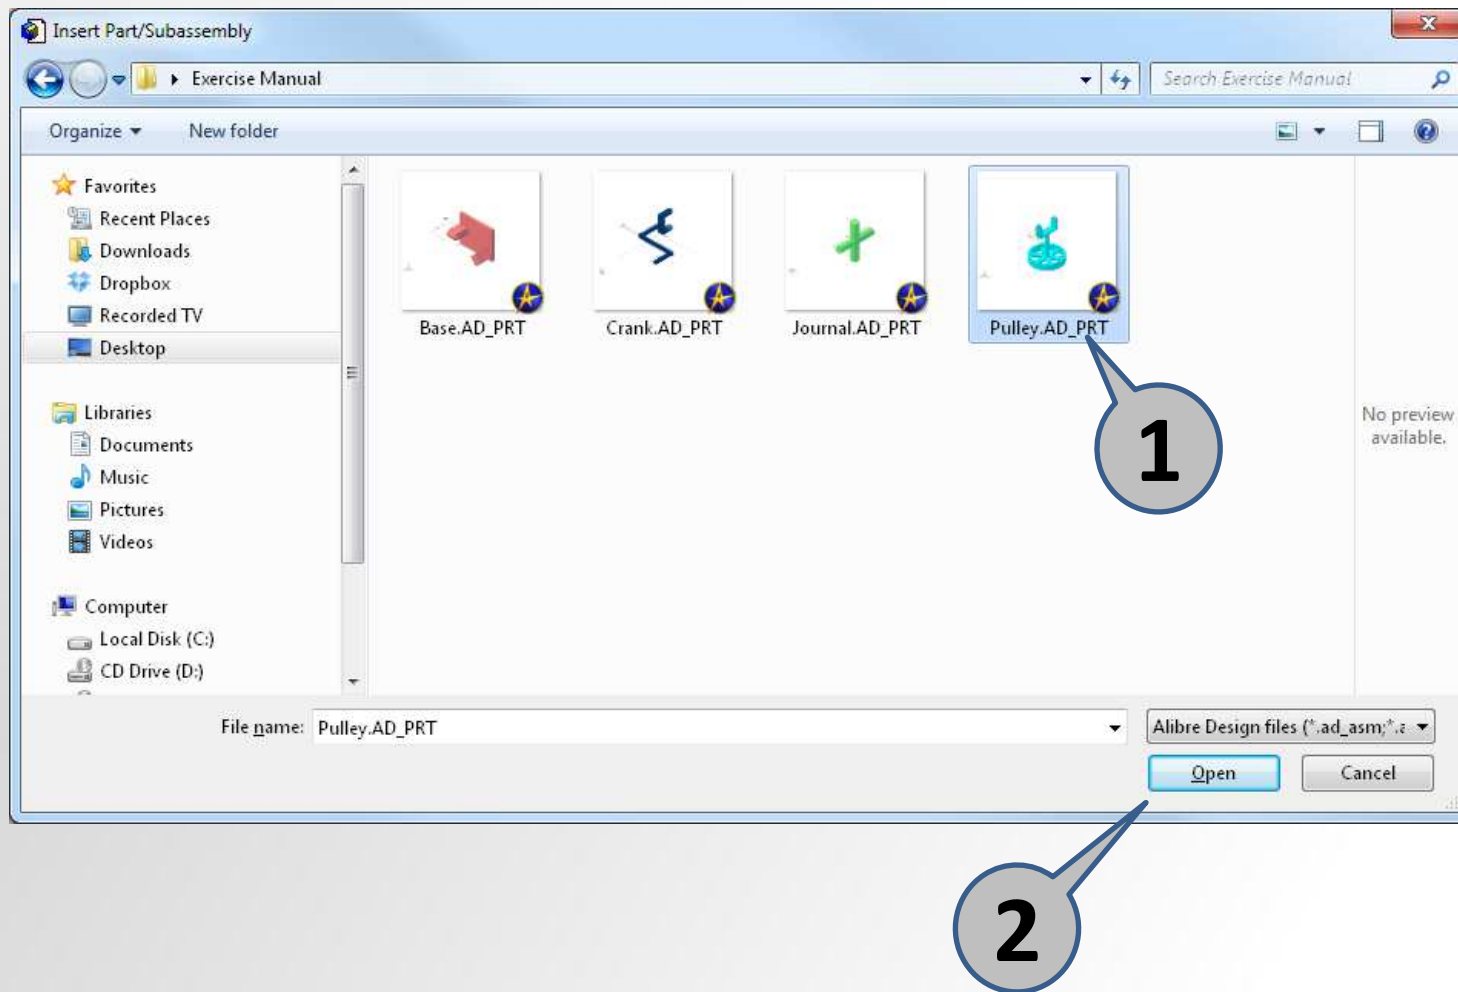 Insert Part/Subassembly
Exercise Manual
Search Exercise Manual
Organize
New folder
Favorites
Recent Places
Downloads
Dropbox
Recorded TV
Desktop
Libraries
Documents
Music
Pictures
Videos
Computer
Local Disk (C:)
CD Drive (D:)
Base.AD_PRT
Crank.AD_PRT
Journal.AD_PRT
Pulley.AD_PRT
1
No preview
available.
File name:
Pulley.AD_PRT
Alibre Design files (*.ad_asm;*.a
Open
Cancel
2